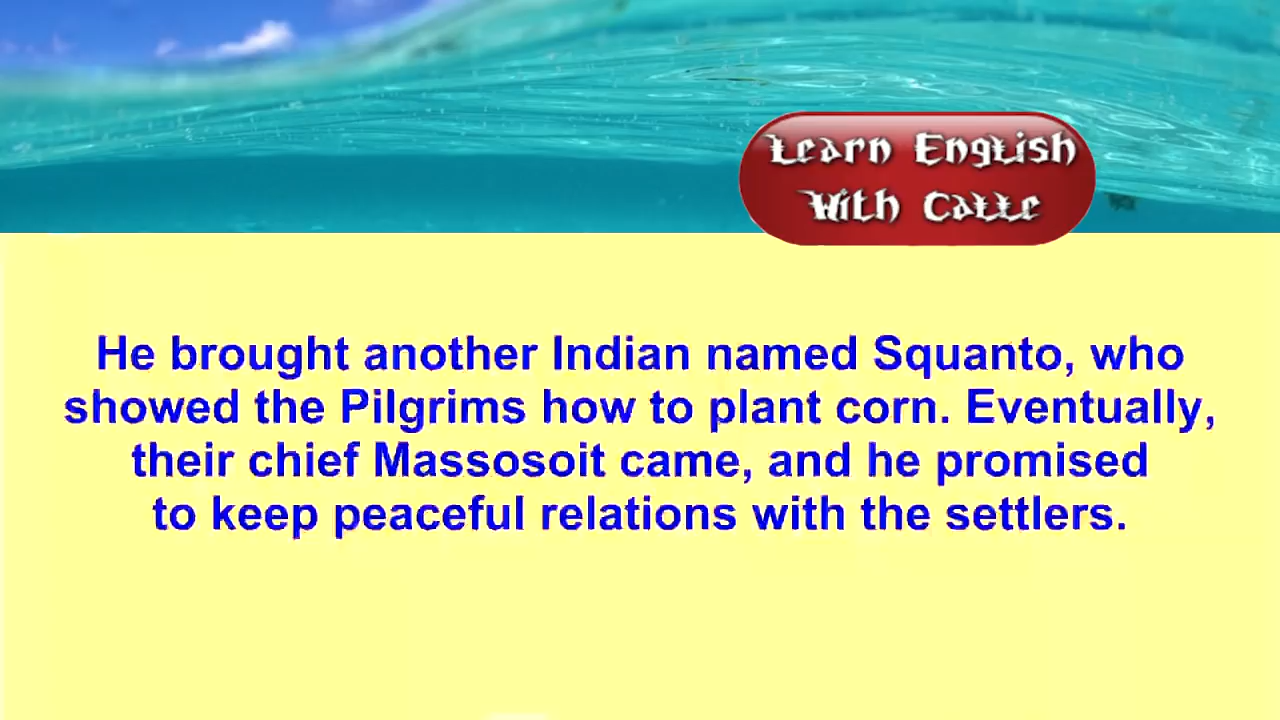 Learn English
With Calle
He brought another Indian named Squanto, who
showed the Pilgrims how to plant corn. Eventually,
their chief Massosoit came, and he promised
to keep peaceful relations with the settlers.